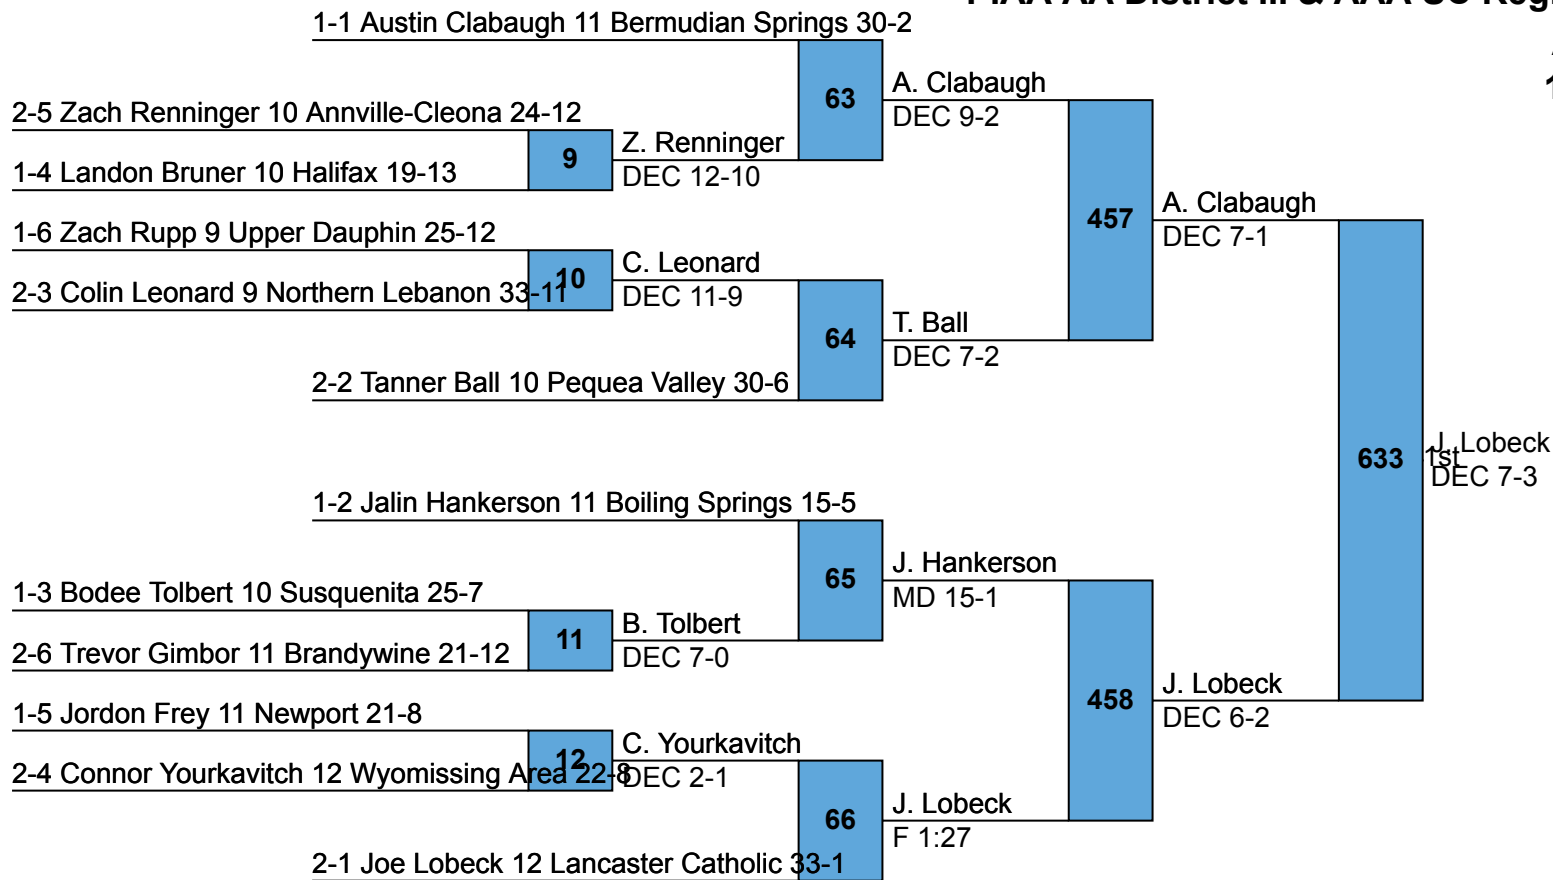 1-1 Austin Clabaugh 11 Bermudian Springs 30-2
63
A. Clabaugh
DEC 9-2
2-5 Zach Renninger 10 Annville-Cleona 24-12
9
Z. Renninger
DEC 12-10
1-4 Landon Bruner 10 Halifax 19-13
457
A. Clabaugh
DEC 7-1
1-6 Zach Rupp 9 Upper Dauphin 25-12
10
C. Leonard
DEC 11-9
2-3 Colin Leonard 9 Northern Lebanon 33-11
64
T. Ball
DEC 7-2
2-2 Tanner Ball 10 Pequea Valley 30-6
633
J. Lobeck
1st
DEC 7-3
1-2 Jalin Hankerson 11 Boiling Springs 15-5
65
J. Hankerson
MD 15-1
1-3 Bodee Tolbert 10 Susquenita 25-7
11
B. Tolbert
DEC 7-0
2-6 Trevor Gimbor 11 Brandywine 21-12
458
J. Lobeck
DEC 6-2
1-5 Jordon Frey 11 Newport 21-8
12
C. Yourkavitch
DEC 2-1
2-4 Connor Yourkavitch 12 Wyomissing Area 22-8
66
J. Lobeck
F 1:27
2-1 Joe Lobeck 12 Lancaster Catholic 33-1